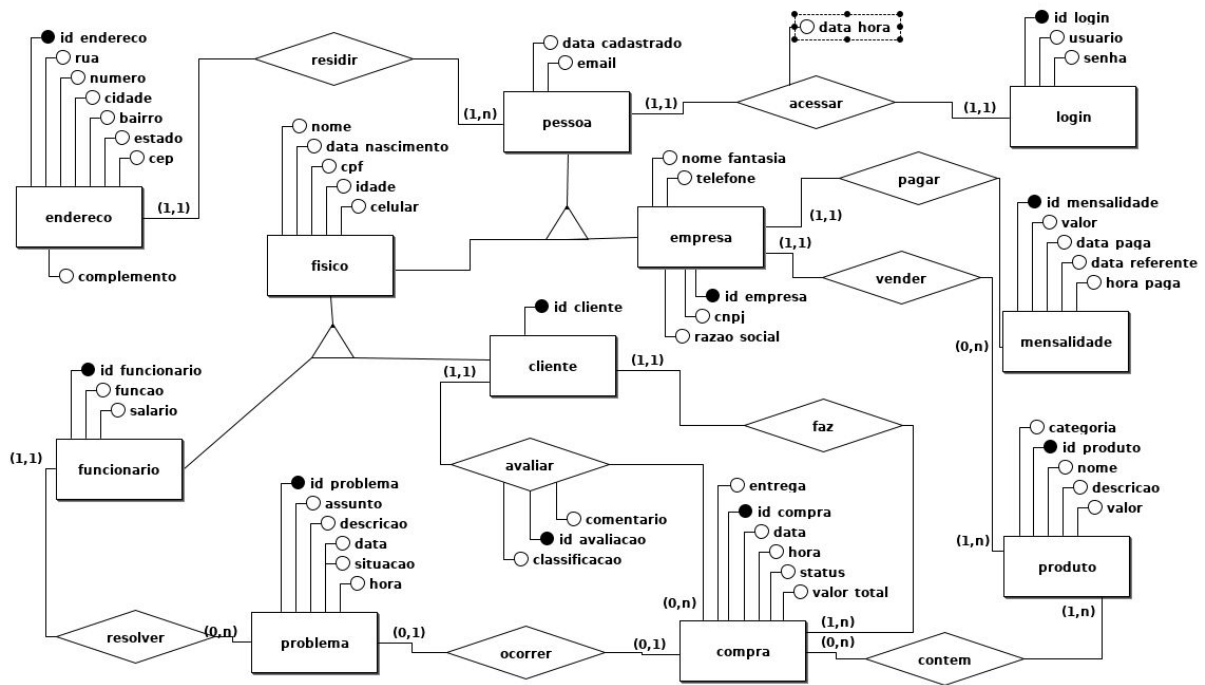 data hora
id endereco
rua
numero
cidade
bairro
estado
cep
endereco
complemento
(1,1)
residir
(1,n)
data cadastrado
email
pessoa
(1,1)
acessar
(1,1)
id login
usuario
senha
login
nome
data nascimento
cpf
idade
celular
fisico
nome fantasia
telefone
empresa
id empresa
cnpj
razao social
(1,1)
pagar
(1,1)
vender
(0,n)
id mensalidade
valor
data paga
data referente
hora paga
mensalidade
(1,n)
id cliente
cliente
(1,1)
(1,1)
faz
avaliar
comentario
id avaliacao
classificacao
id funcionario
funcao
salario
funcionario
(1,1)
resolver
(0,n)
id problema
assunto
descricao
data
situacao
hora
problema
(0,1)
ocorrer
(0,1)
entrega
id compra
data
hora
status
valor total
compra
(0,n)
(1,n)
(0,n)
contem
(1,n)
categoria
id produto
nome
descricao
valor
produto